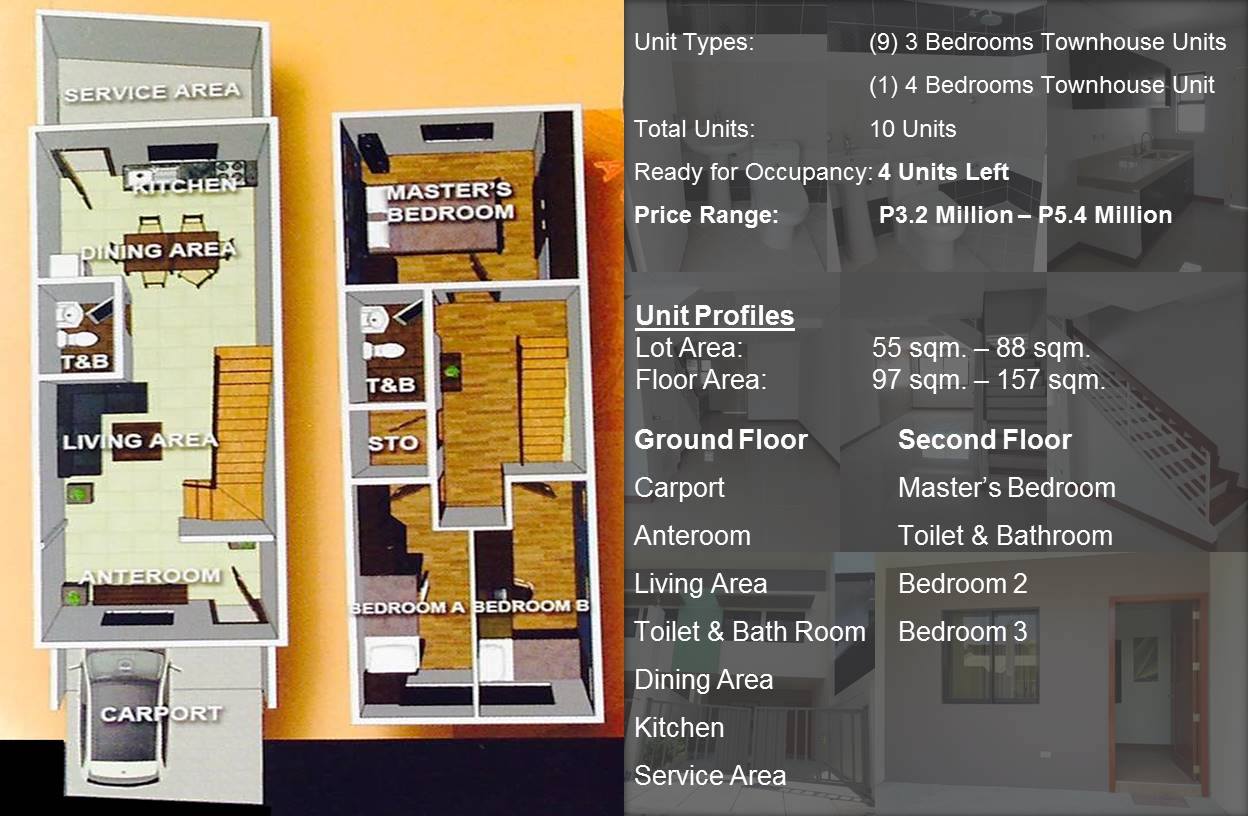 SERVICE AREA
KITCHEN
DINING AREA
T&B
LIVING AREA
ANTEROOM
CARPORT
MASTER'S
BEDROOM
T&B
STO
BEDROOM A
BEDROOM B
Unit Types: (9) 3 Bedrooms Townhouse Units
(1) 4 Bedrooms Townhouse Unit
Total Units: 10 Units
Ready for Occupancy: 4 Units Left
Price Range: P3.2 Million – P5.4 Million
Unit Profiles
Lot Area: 55 sqm. – 88 sqm.
Floor Area: 97 sqm. – 157 sqm.
Ground Floor Second Floor
Carport Master's Bedroom
Anteroom Toilet & Bathroom
Living Area Bedroom 2
Toilet & Bath Room Bedroom 3
Dining Area
Kitchen
Service Area